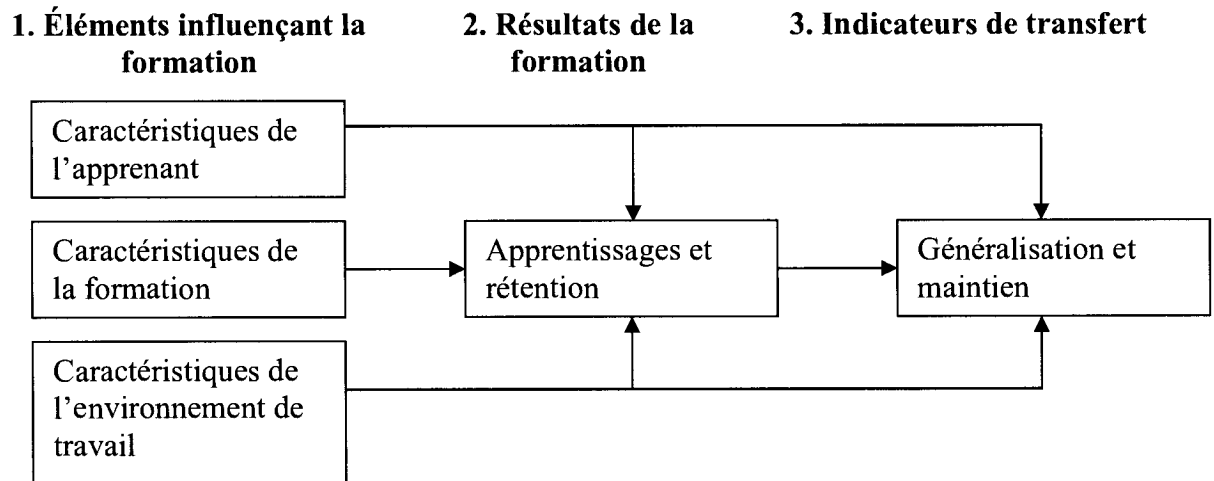 1. Éléments influençant la
formation
2. Résultats de la
formation
3. Indicateurs de transfert
Caractéristiques de
l'apprenant
Caractéristiques de
la formation
Apprentissages et
rétention
Généralisation et
maintien
Caractéristiques de
l'environnement de
travail